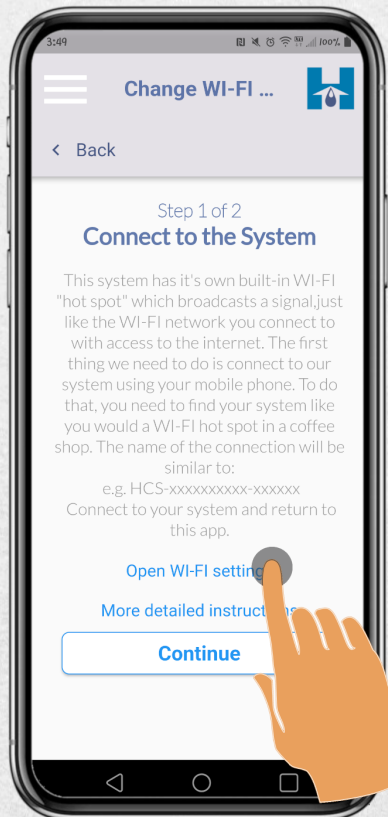 3:49
100%
Change WI-FI ...
Back
Step 1 of 2
Connect to the System
This system has it's own built-in WI-FI
"hot spot" which broadcasts a signal,just
like the WI-FI network you connect to
with access to the internet. The first
thing we need to do is connect to our
system using your mobile phone. To do
that, you need to find your system like
you would a WI-FI hot spot in a coffee
shop. The name of the connection will be
similar to:
e.g. HCS-xxxxxxxxxx-xxxxxx
Connect to your system and return to
this app.
Open WI-FI setting
More detailed instructions
Continue